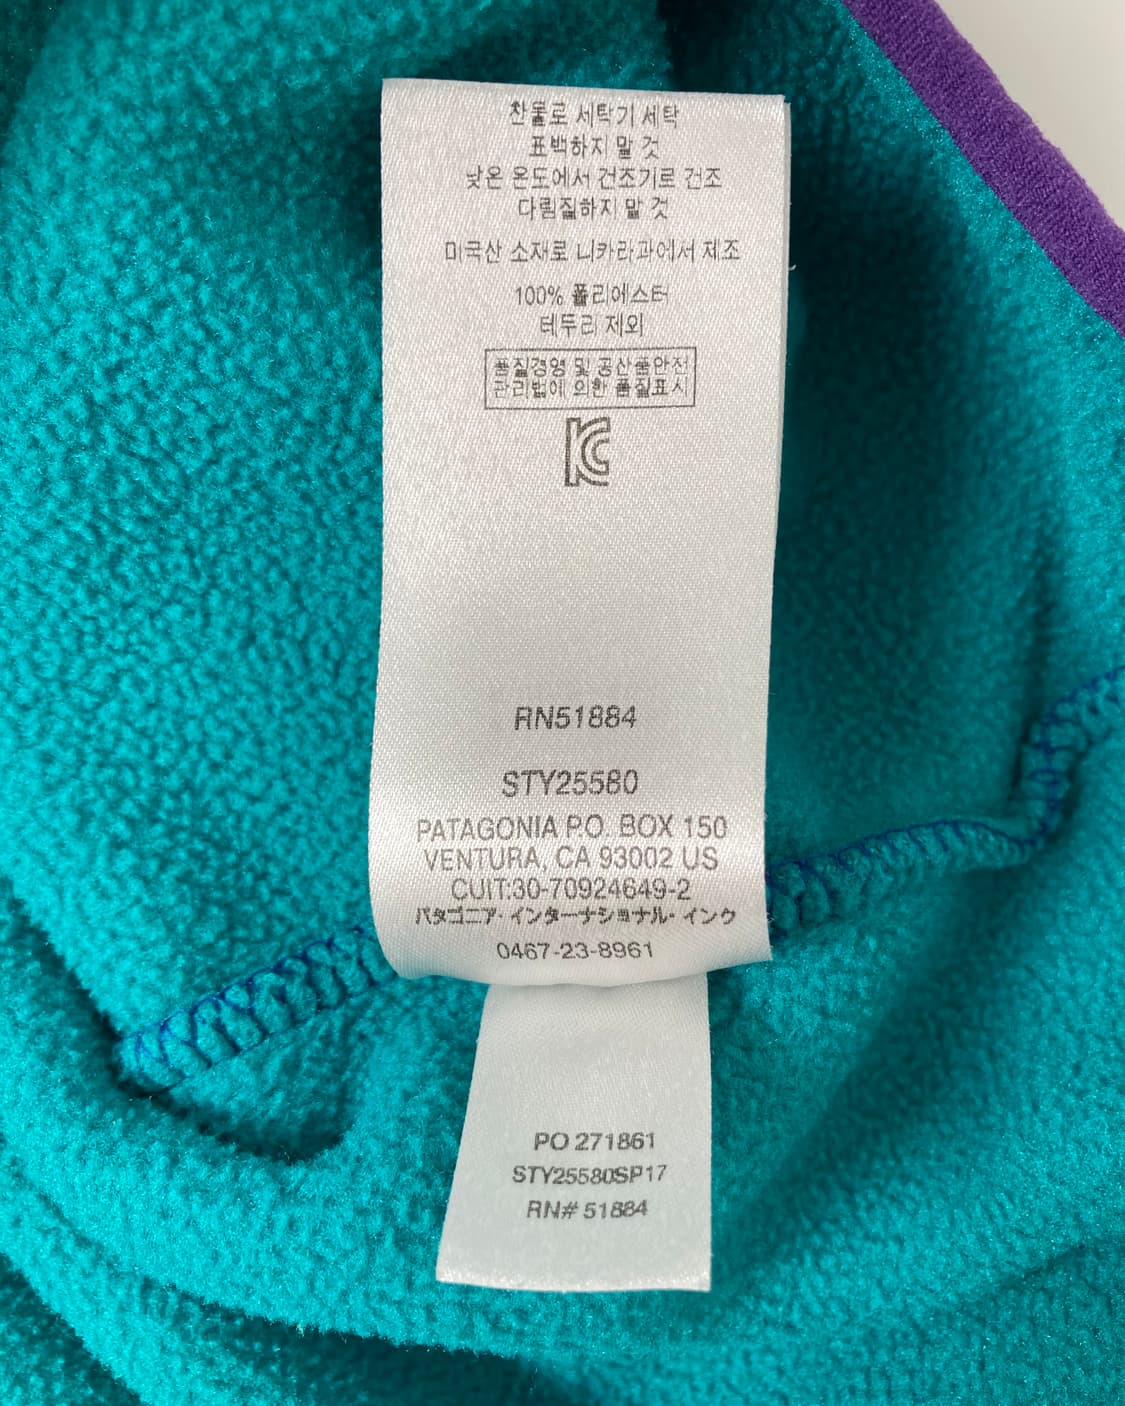 찬물로 세탁기 세탁
표백하지 말 것
낮은 온도에서 건조기로 건조
다림질하지 말 것
미국산 소재로 니카라과에서 제조
100% 폴리에스터
테두리 제외
품질경영 및 공산품안전
관리법에 의한 품질표시
KC
RN51884
STY25580
PATAGONIA P.O. BOX 150
VENTURA, CA 93002 US
CUIT:30-70924649-2
パタゴニア・インターナショナル・インク
0467-23-8961
PO 271861
STY25580SP17
RN# 51884